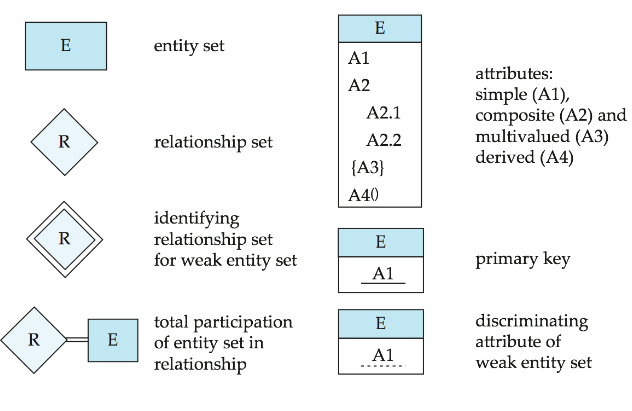 E
entity set
R
relationship set
R
identifying
relationship set
for weak entity set
R
E
total participation
of entity set in
relationship
E
A1
A2
A2.1
A2.2
{A3}
A4()
attributes:
simple (A1),
composite (A2) and
multivalued (A3)
derived (A4)
E
A1
primary key
E
A1
discriminating
attribute of
weak entity set